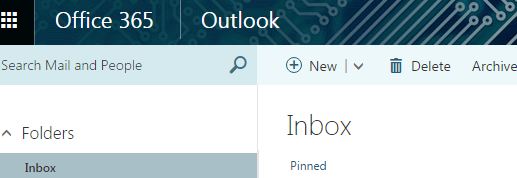 Office 365 Outlook
Search Mail and People
New Delete Archive
Folders
Inbox
Inbox
Pinned